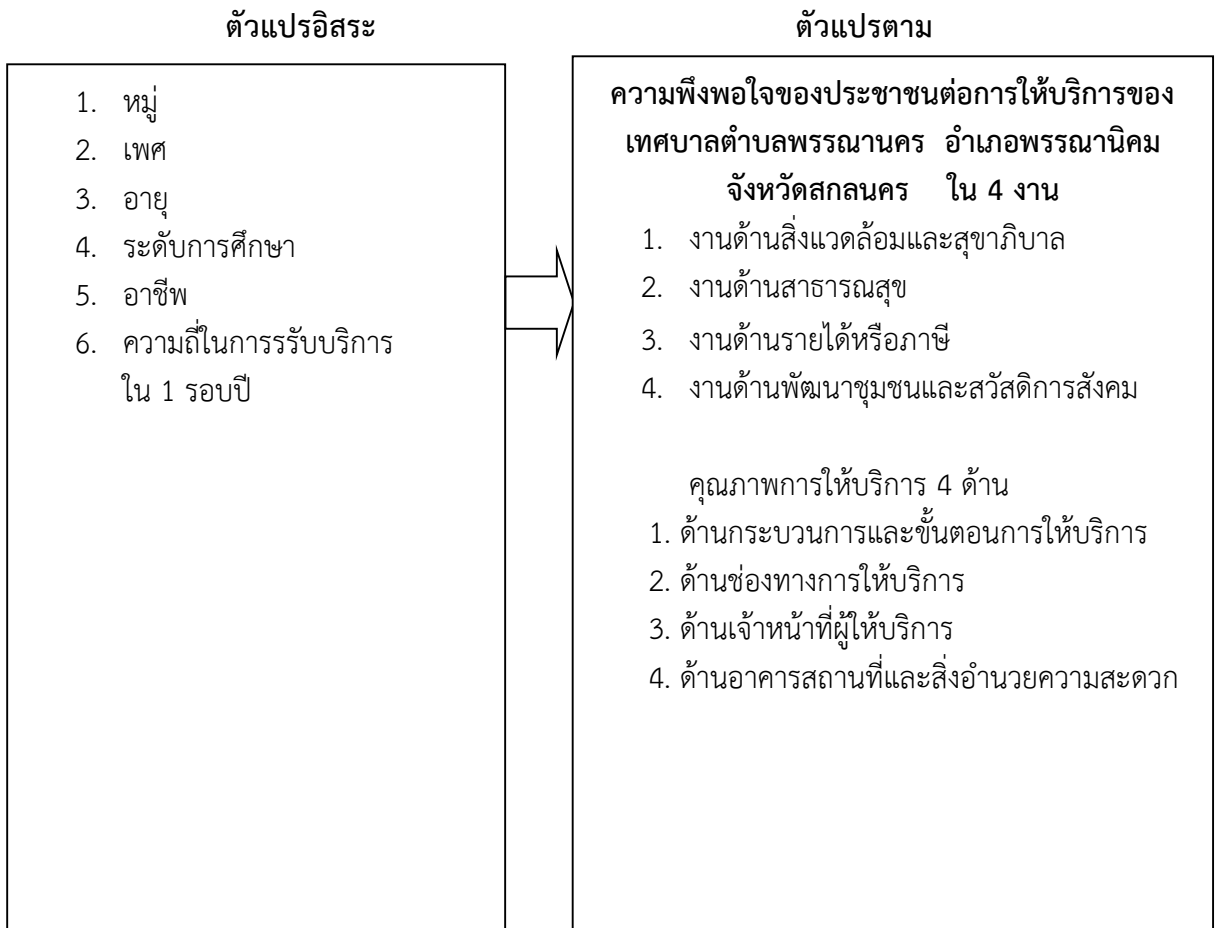 ตัวแปรอิสระ
1. หมู่
2. เพศ
3. อายุ
4. ระดับการศึกษา
5. อาชีพ
6. ความถี่ในการรรับบริการ
ใน 1 รอบปี
ตัวแปรตาม
ความพึงพอใจของประชาชนต่อการให้บริการของ
เทศบาลตำบลพรรณานคร อำเภอพรรณานิคม
จังหวัดสกลนคร ใน 4 งาน
1. งานด้านสิ่งแวดล้อมและสุขาภิบาล
2. งานด้านสาธารณสุข
3. งานด้านรายได้หรือภาษี
4. งานด้านพัฒนาชุมชนและสวัสดิการสังคม
คุณภาพการให้บริการ 4 ด้าน
1. ด้านกระบวนการและขั้นตอนการให้บริการ
2. ด้านช่องทางการให้บริการ
3. ด้านเจ้าหน้าที่ผู้ให้บริการ
4. ด้านอาคารสถานที่และสิ่งอำนวยความสะดวก